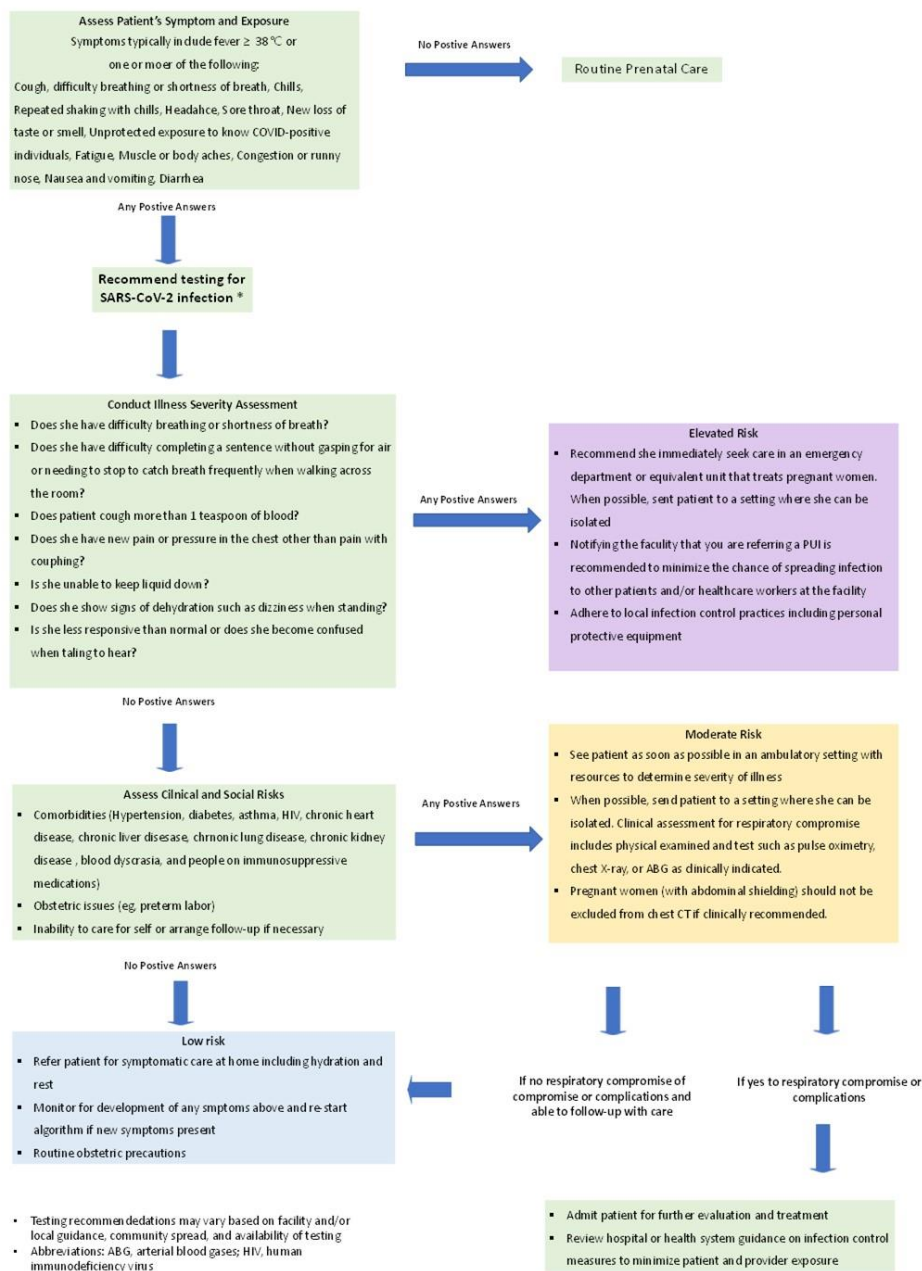 Assess Patient's Symptom and Exposure
Symptoms typically include fever ≥ 38 ℃ or
one or moer of the following:
Cough, difficulty breathing or shortness of breath, Chills,
Repeated shaking with chills, Headahce, Sore throat, New loss of
taste or smell, Unprotected exposure to know COVID-positive
individuals, Fatigue, Muscle or body aches, Congestion or runny
nose, Nausea and vomiting, Diarrhea
No Postive Answers
Routine Prenatal Care
Any Postive Answers
Recommend testing for
SARS-CoV-2 infection *
Conduct Illness Severity Assessment
▪ Does she have difficulty breathing or shortness of breath?
▪ Does she have difficulty completing a sentence without gasping for air
or needing to stop to catch breath frequently when walking across
the room?
▪ Does patient cough more than 1 teaspoon of blood?
▪ Does she have new pain or pressure in the chest other than pain with
couphing?
▪ Is she unable to keep liquid down?
▪ Does she show signs of dehydration such as dizziness when standing?
▪ Is she less responsive than normal or does she become confused
when taling to hear?
Any Postive Answers
Elevated Risk
▪ Recommend she immediately seek care in an emergency
department or equivalent unit that treats pregnant women.
When possible, sent patient to a setting where she can be
isolated
▪ Notifying the faculity that you are referring a PUI is
recommended to minimize the chance of spreading infection
to other patients and/or healthcare workers at the facility
▪ Adhere to local infection control practices including personal
protective equipment
No Postive Answers
Assess Cilnical and Social Risks
▪ Comorbidities (Hypertension, diabetes, asthma, HIV, chronic heart
disease, chronic liver disesase, chrnonic lung disease, chronic kidney
disease , blood dyscrasia, and people on immunosuppressive
medications)
▪ Obstetric issues (eg, preterm labor)
▪ Inability to care for self or arrange follow-up if necessary
Any Postive Answers
Moderate Risk
▪ See patient as soon as possible in an ambulatory setting with
resources to determine severity of illness
▪ When possible, send patient to a setting where she can be
isolated. Clinical assessment for respiratory compromise
includes physical examined and test such as pulse oximetry,
chest X-ray, or ABG as clinically indicated.
▪ Pregnant women (with abdominal shielding) should not be
excluded from chest CT if clinically recommended.
No Postive Answers
Low risk
▪ Refer patient for symptomatic care at home including hydration and
rest
▪ Monitor for development of any smptoms above and re-start
algorithm if new symptoms present
▪ Routine obstetric precautions
If no respiratory compromise of
compromise or complications and
able to follow-up with care
If yes to respiratory compromise or
complications
▪ Admit patient for further evaluation and treatment
▪ Review hospital or health system guidance on infection control
measures to minimize patient and provider exposure
• Testing recommendedations may vary based on facility and/or
local guidance, community spread, and availability of testing
• Abbreviations: ABG, arterial blood gases; HIV, human
immunodeficiency virus